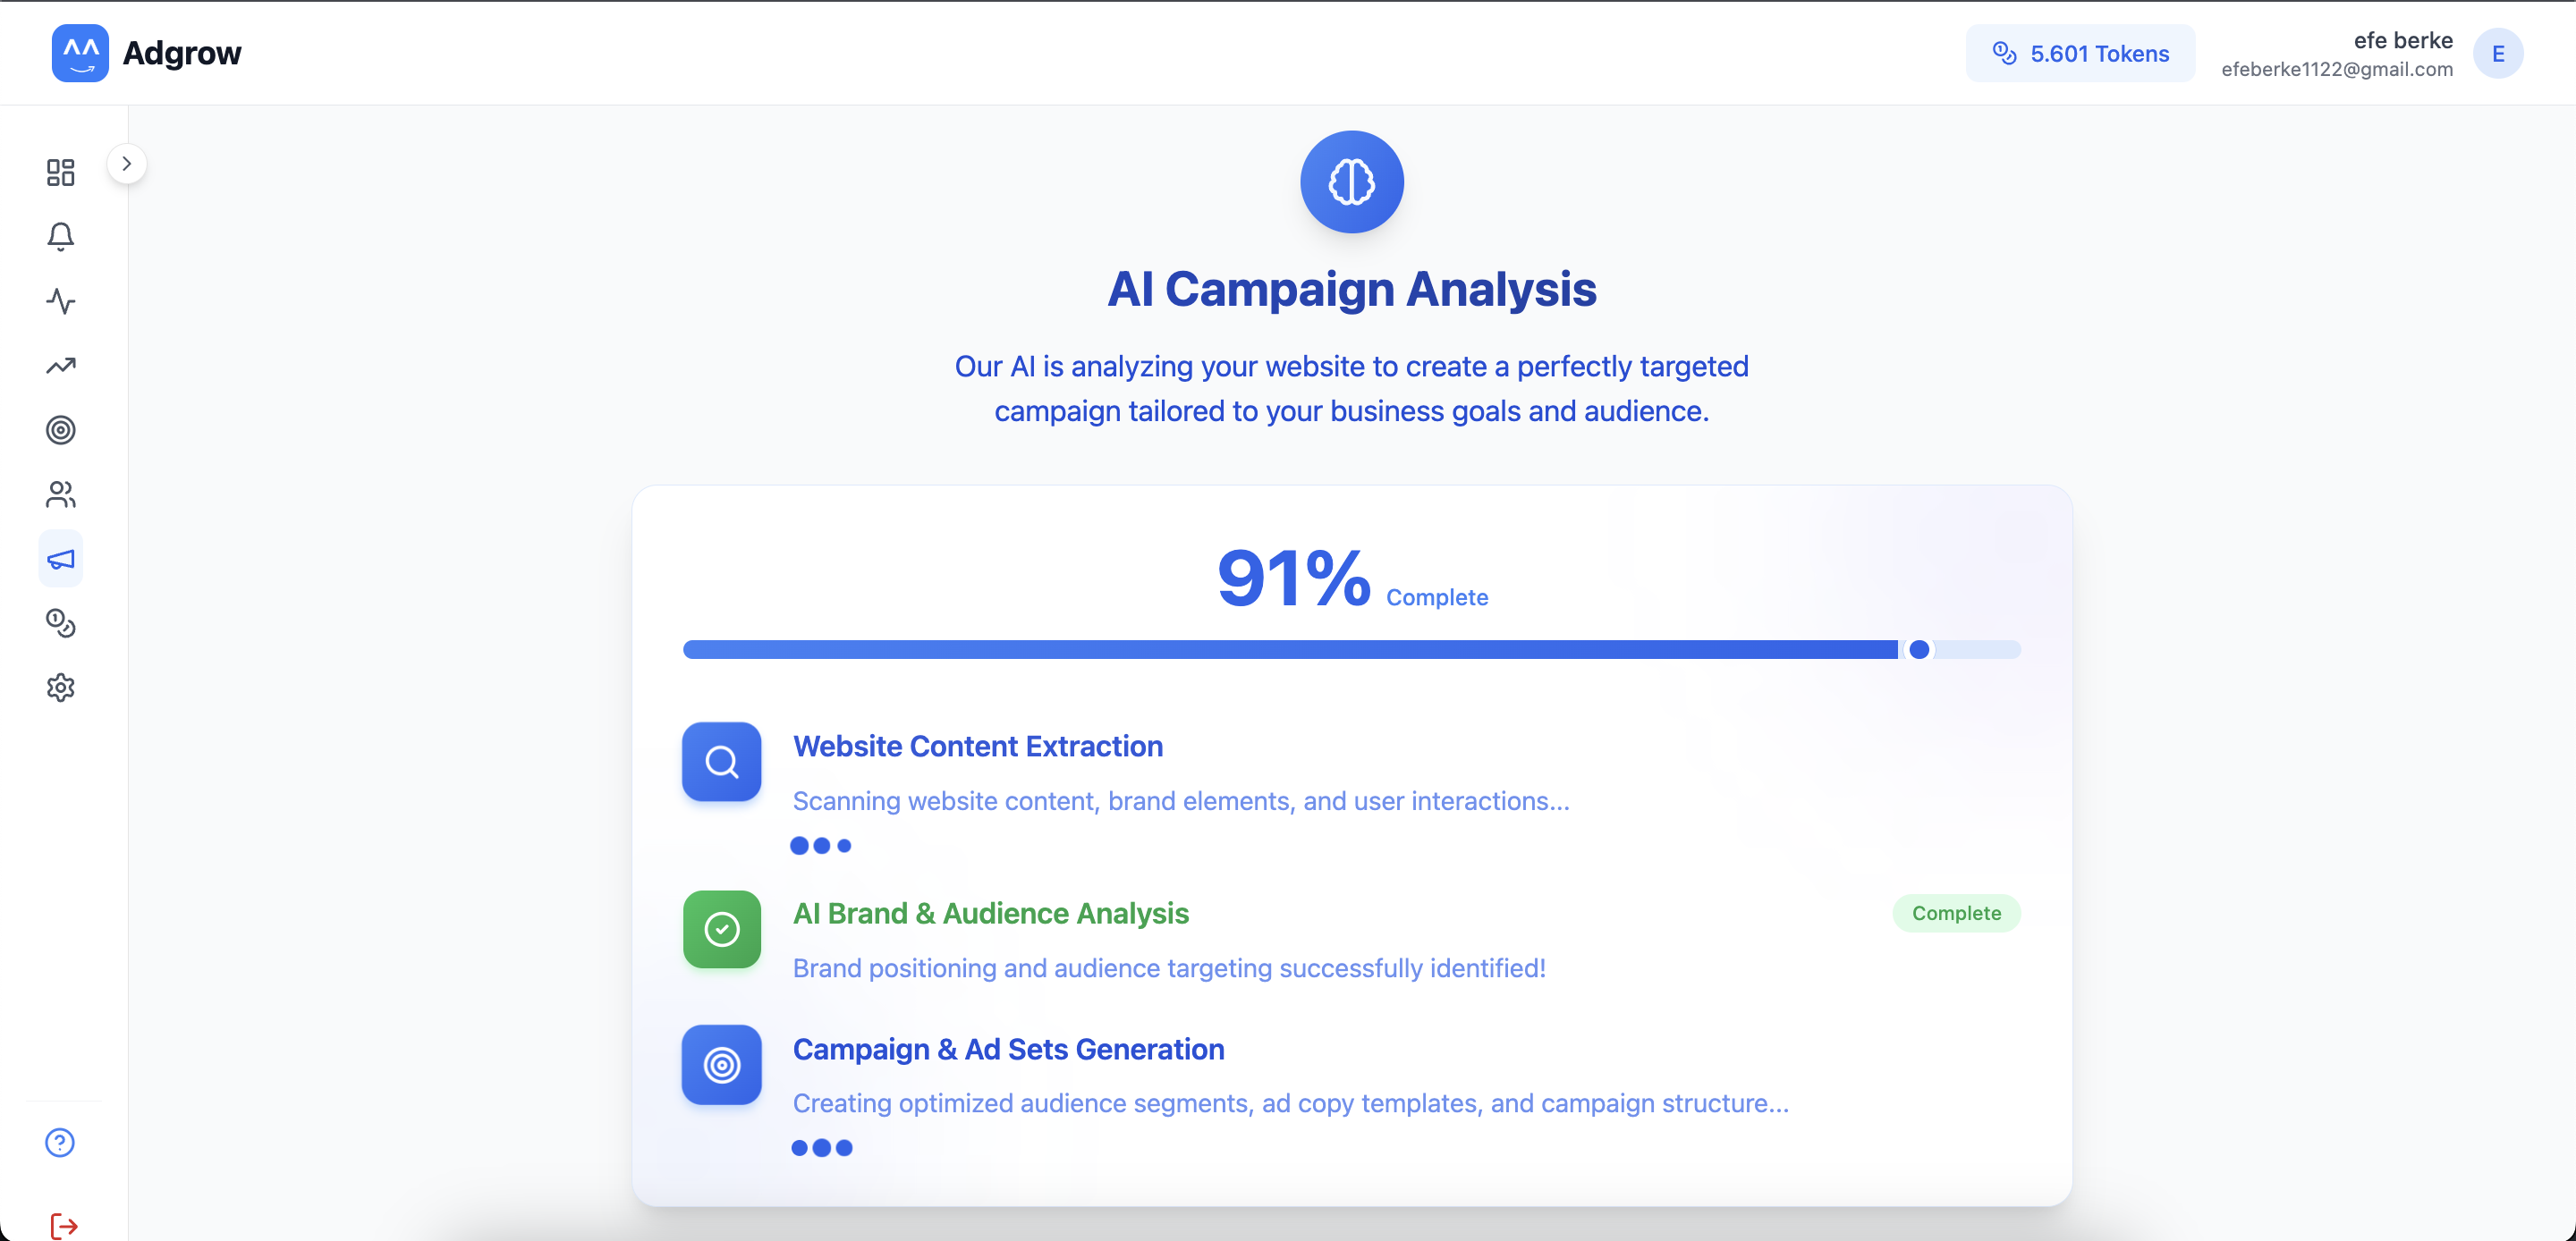 Adgrow
5.601 Tokens
efe berke
efeberke1122@gmail.com
E
AI Campaign Analysis
Our AI is analyzing your website to create a perfectly targeted
campaign tailored to your business goals and audience.
91% Complete
Website Content Extraction
Scanning website content, brand elements, and user interactions...
AI Brand & Audience Analysis
Complete
Brand positioning and audience targeting successfully identified!
Campaign & Ad Sets Generation
Creating optimized audience segments, ad copy templates, and campaign structure...